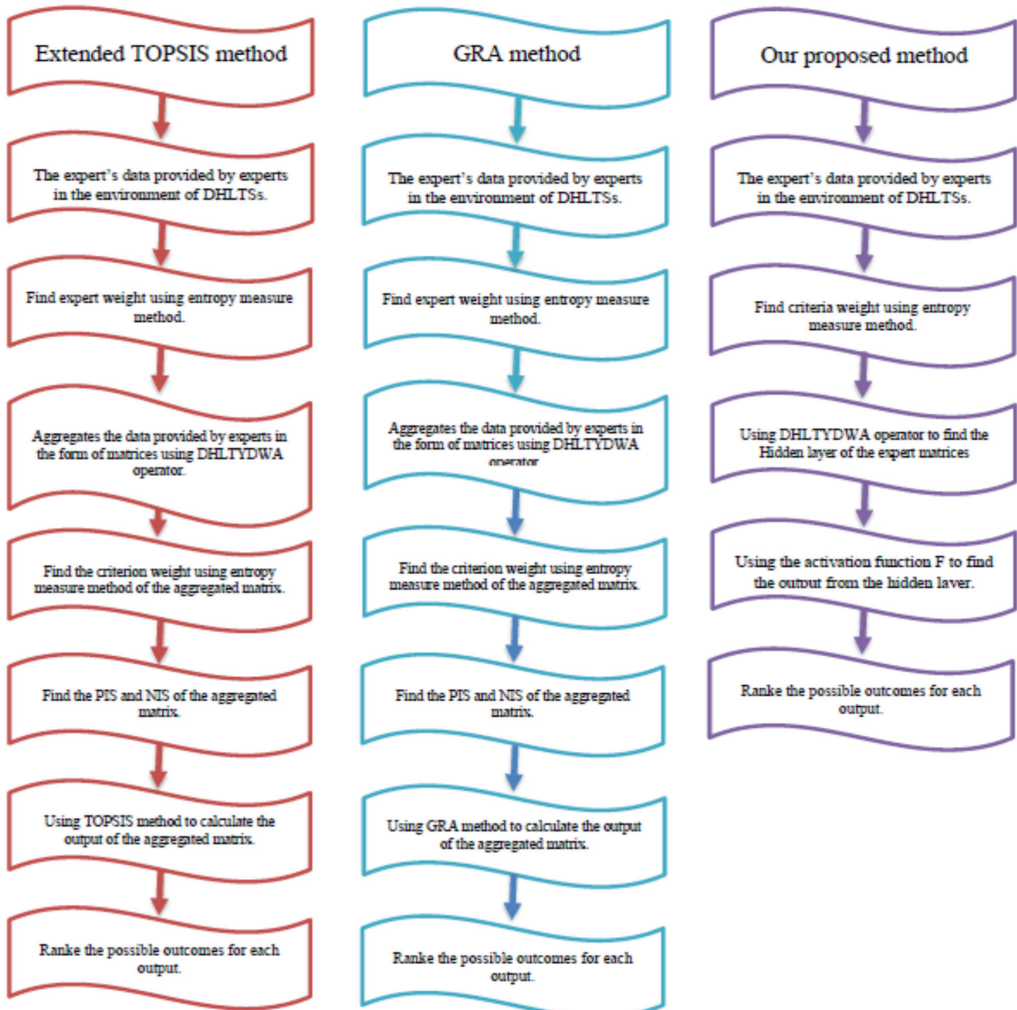 Extended TOPSIS method
The expert's data provided by experts
in the environment of DHLTSs.
Find expert weight using entropy measure
method.
Aggregates the data provided by experts in
the form of matrices using DHLTYDWA
operator.
Find the criterion weight using entropy
measure method of the aggregated matrix.
Find the PIS and NIS of the aggregated
matrix.
Using TOPSIS method to calculate the
output of the aggregated matrix.
Ranke the possible outcomes for each
output.
GRA method
The expert's data provided by experts
in the environment of DHLTSs.
Find expert weight using entropy measure
method.
Aggregates the data provided by experts in
the form of matrices using DHLTYDWA
operator
Find the criterion weight using entropy
measure method of the aggregated matrix.
Find the PIS and NIS of the aggregated
matrix.
Using GRA method to calculate the output
of the aggregated matrix.
Ranke the possible outcomes for each
output.
Our proposed method
The expert's data provided by experts
in the environment of DHLTSs.
Find criteria weight using entropy
measure method.
Using DHLTYDWA operator to find the
Hidden layer of the expert matrices
Using the activation function F to find
the output from the hidden layer.
Ranke the possible outcomes for each
output.